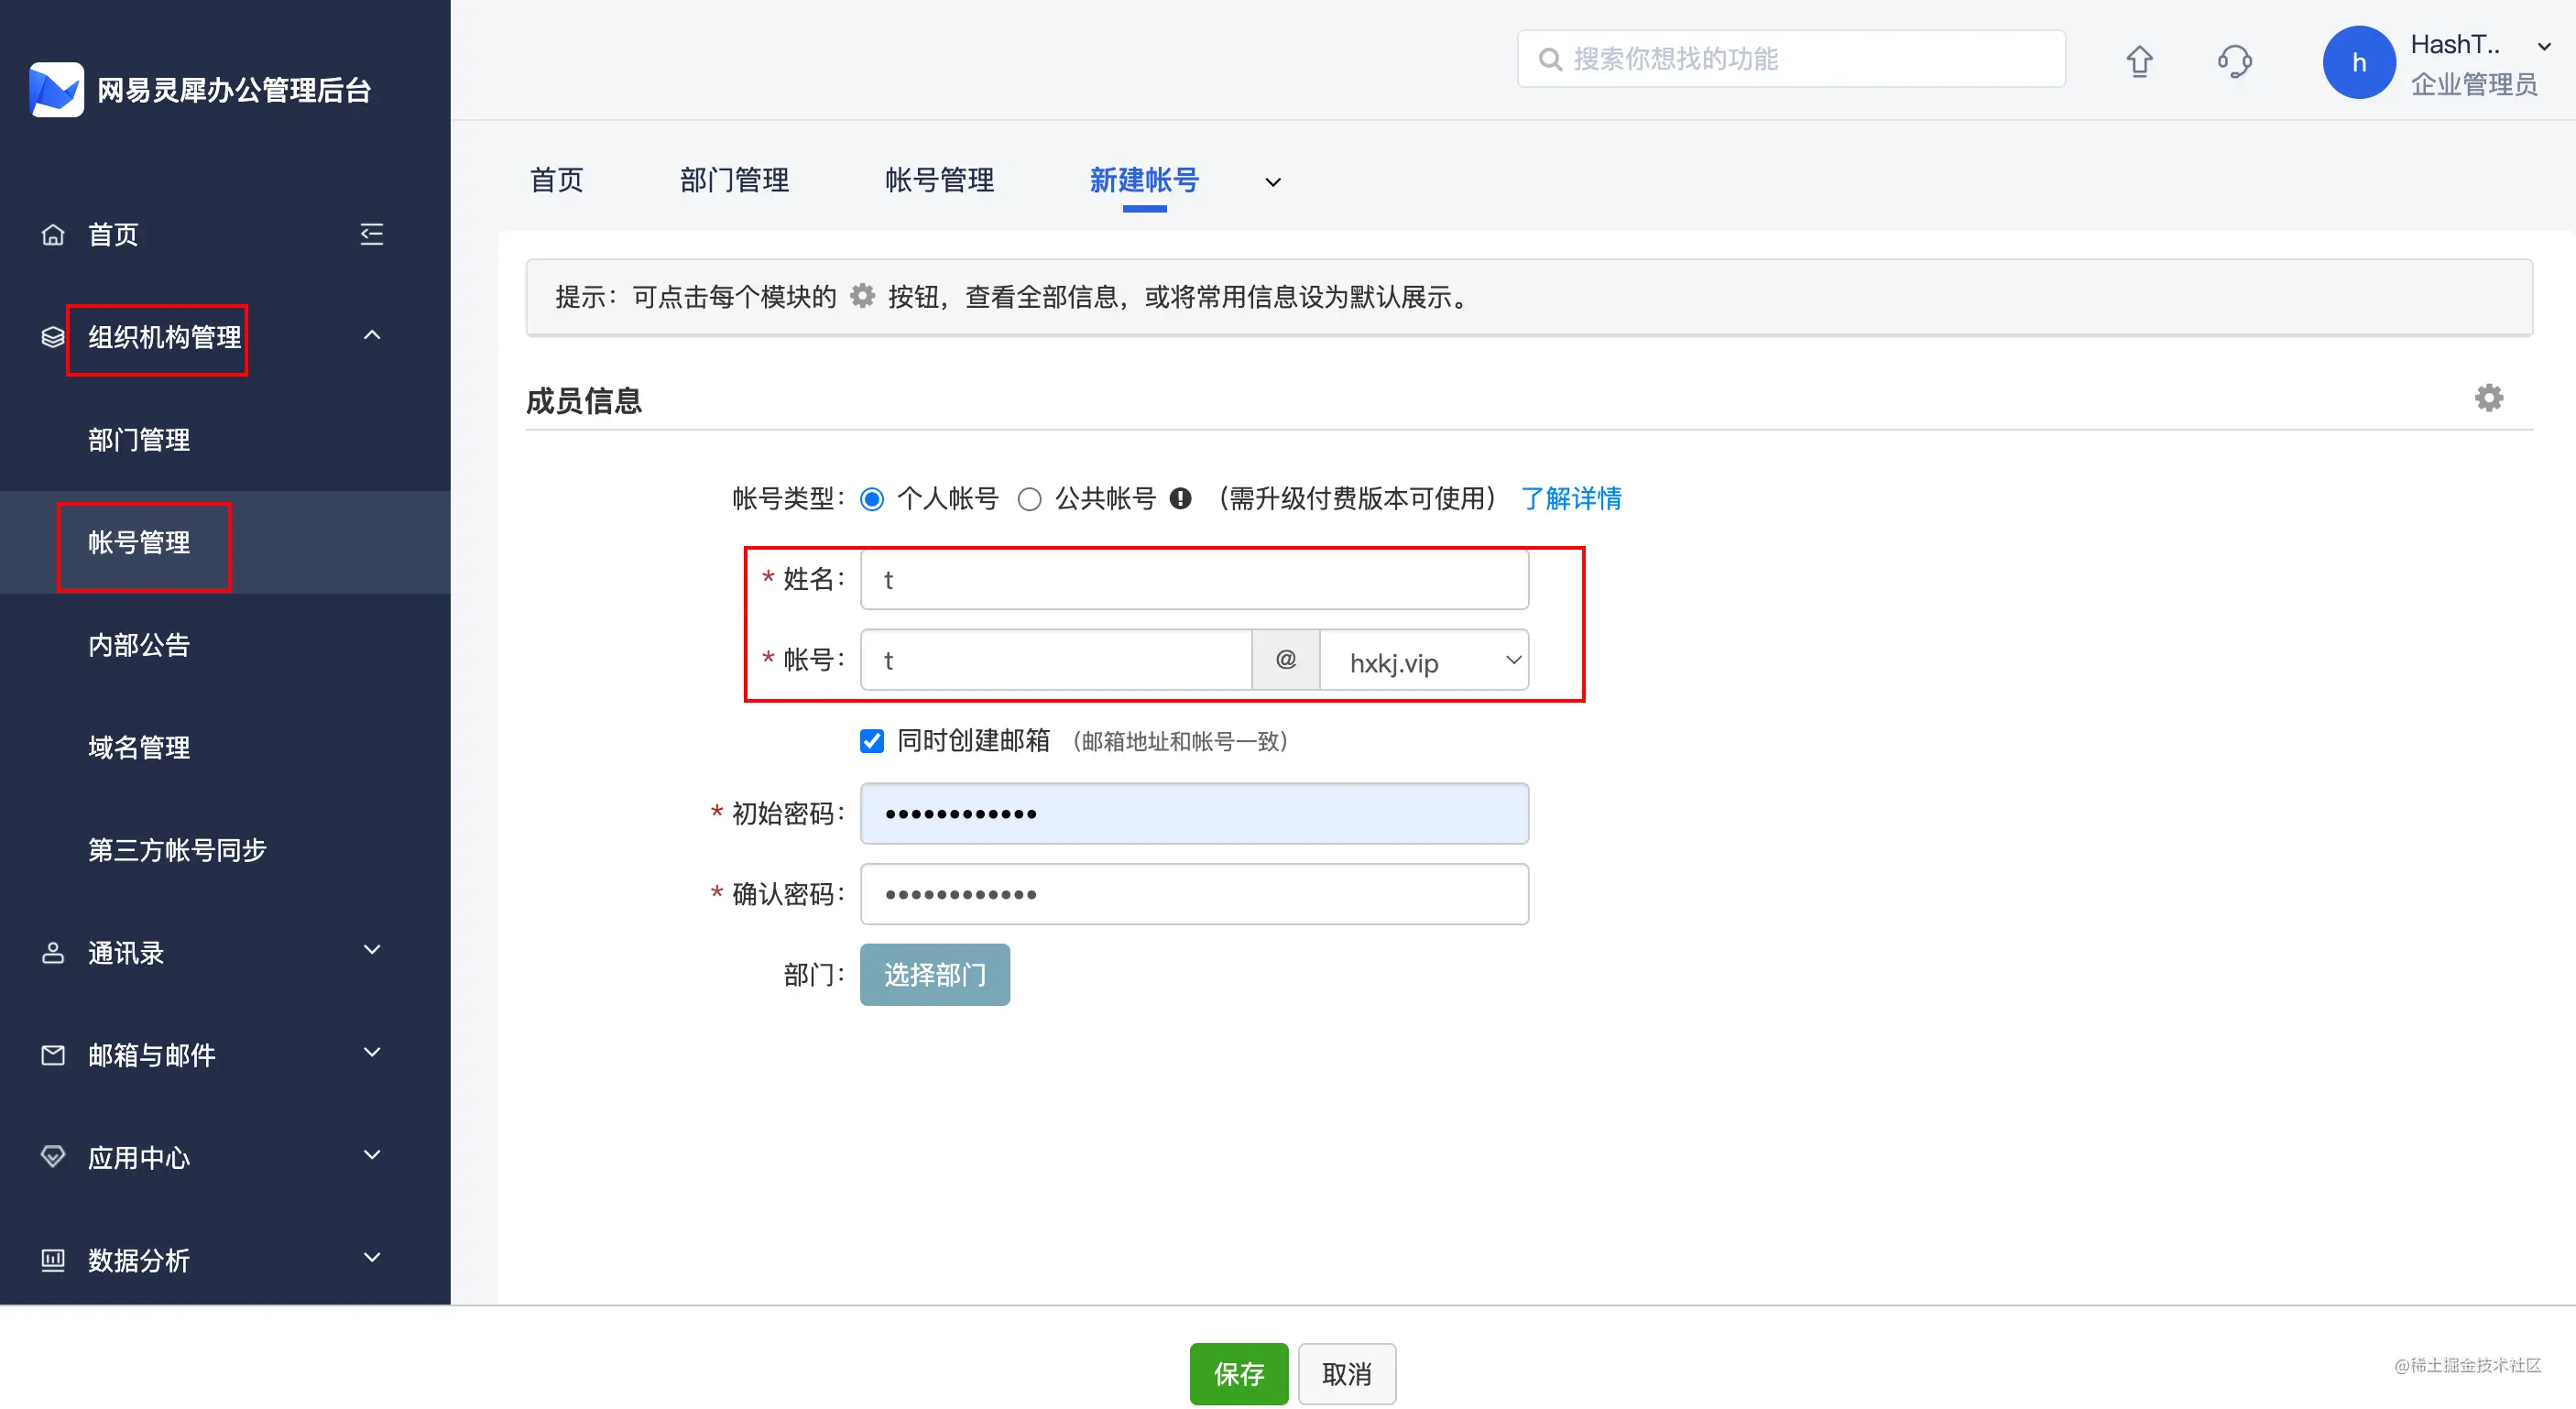 网易灵犀办公管理后台
搜索你想找的功能
h
HashT..
企业管理员
首页
组织机构管理
部门管理
帐号管理
内部公告
域名管理
第三方帐号同步
通讯录
邮箱与邮件
应用中心
数据分析
首页 部门管理 帐号管理 新建帐号
提示：可点击每个模块的 按钮，查看全部信息，或将常用信息设为默认展示。
成员信息
帐号类型： 个人帐号 公共帐号 （需升级付费版本可使用） 了解详情
* 姓名： t
* 帐号： t @ hxkj.vip
同时创建邮箱 （邮箱地址和帐号一致）
* 初始密码： ••••••••••••
* 确认密码： ••••••••••••
部门： 选择部门
保存 取消
@稀土掘金技术社区